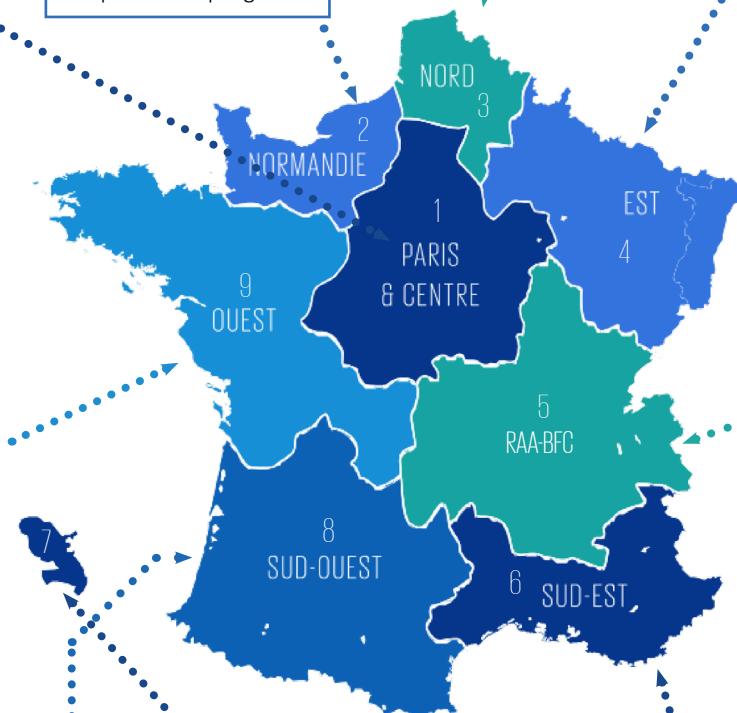 NORD
3
2
NORMANDIE
1
PARIS
& CENTRE
EST
4
9
OUEST
5
RAA-BFC
7
8
SUD-OUEST
6
SUD-EST